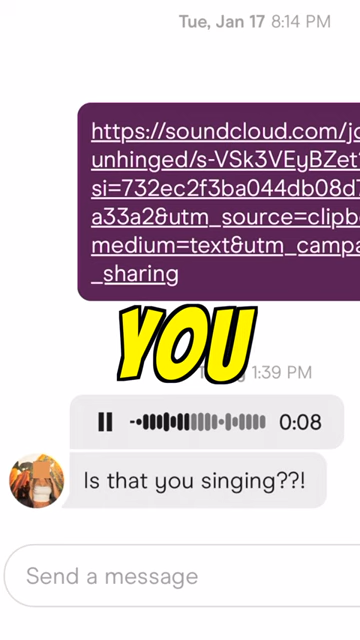 Tue, Jan 17 8:14 PM
https://soundcloud.com/jo
unhinged/s-VSk3VEyBZet
si=732ec2f3ba044db08d7
a33a2&utm_source=clipb
medium=text&utm_campa
_sharing
YOU
1:39 PM
0:08
Is that you singing??!
Send a message